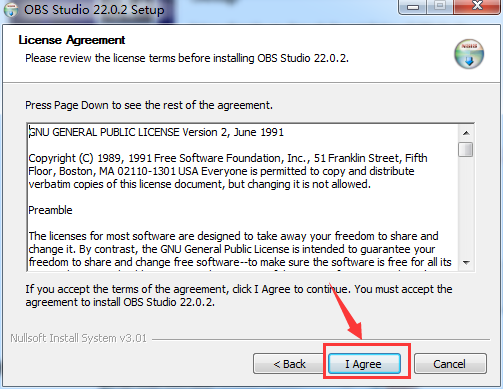 OBS Studio 22.0.2 Setup
License Agreement
Please review the license terms before installing OBS Studio 22.0.2.
Press Page Down to see the rest of the agreement.
GNU GENERAL PUBLIC LICENSE Version 2, June 1991
Copyright (C) 1989, 1991 Free Software Foundation, Inc., 51 Franklin Street, Fifth
Floor, Boston, MA 02110-1301 USA Everyone is permitted to copy and distribute
verbatim copies of this license document, but changing it is not allowed.
Preamble
The licenses for most software are designed to take away your freedom to share and
change it. By contrast, the GNU General Public License is intended to guarantee your
freedom to share and change free software--to make sure the software is free for all its
If you accept the terms of the agreement, click I Agree to continue. You must accept the
agreement to install OBS Studio 22.0.2.
Nullsoft Install System v3.01
< Back
I Agree
Cancel